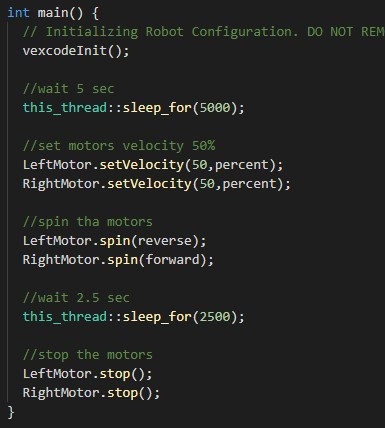 int main() {
// Initializing Robot Configuration. DO NOT REM
vexcodeInit();
//wait 5 sec
this_thread::sleep_for(5000);
//set motors velocity 50%
LeftMotor.setVelocity(50,percent);
RightMotor.setVelocity(50,percent);
//spin tha motors
LeftMotor.spin(reverse);
RightMotor.spin(forward);
//wait 2.5 sec
this_thread::sleep_for(2500);
//stop the motors
LeftMotor.stop();
RightMotor.stop();
}